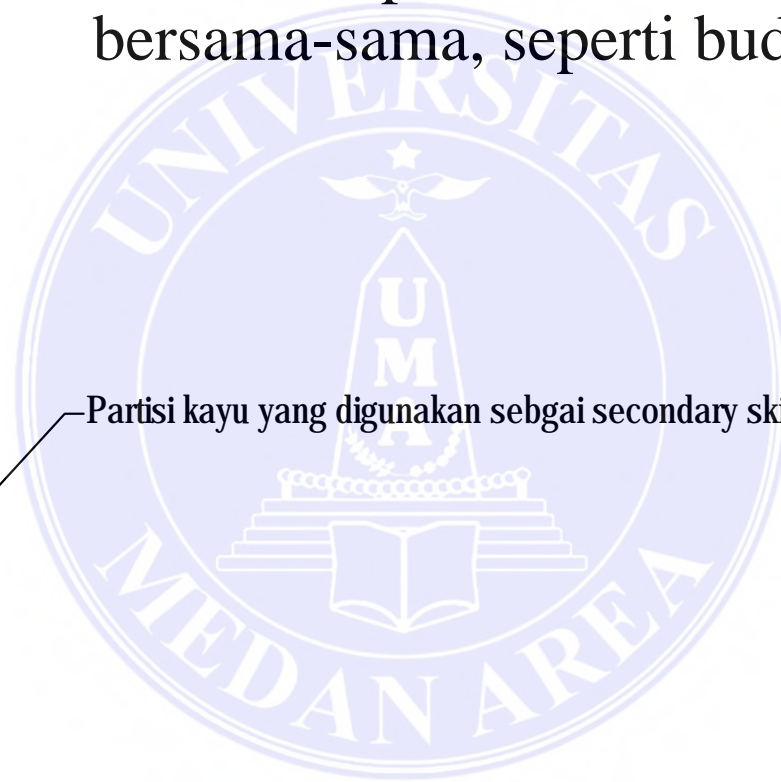 bersama-sama, seperti bud
UNIVERSITAS
U
M
A
Partisi kayu yang digunakan sebgai secondary ski
MEDAN AREA